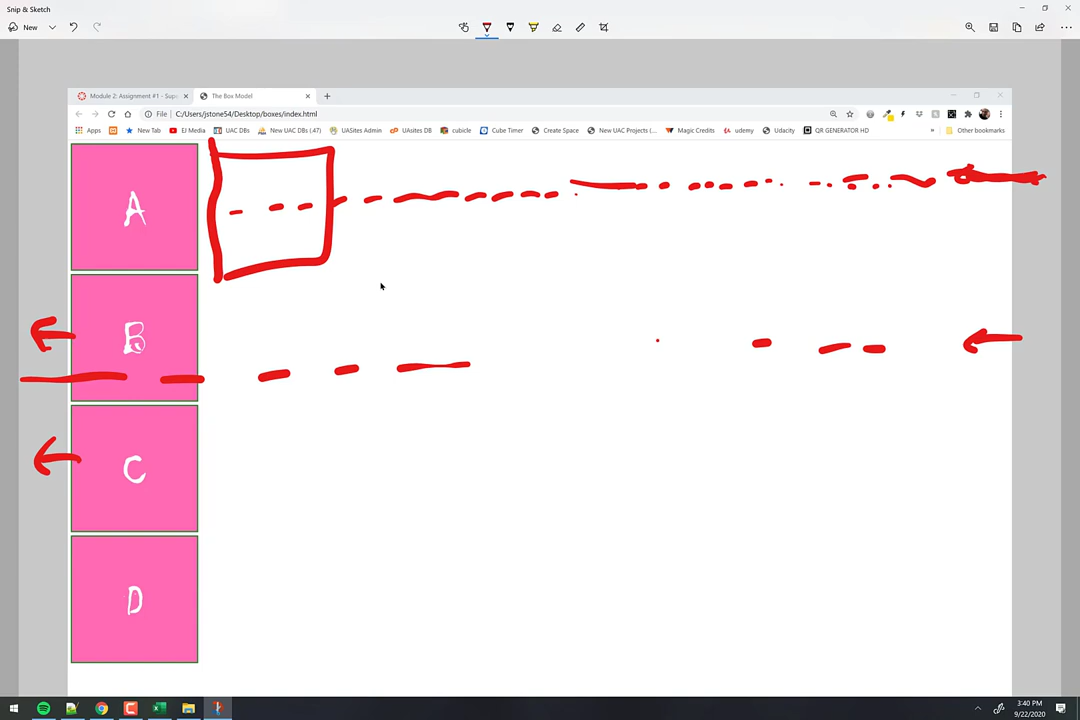 Snip & Sketch
New
Module 2: Assignment #1 - Supe
The Box Model
File C:/Users/jstone54/Desktop/boxes/index.html
Apps New Tab EJ Media UAC DBs New UAC DBs (.47) UASites Admin UAsites DB cubicle Cube Timer Create Space New UAC Projects (... Magic Credits udemy Udacity QR GENERATOR HD » Other bookmarks
A
B
C
D
3:40 PM
9/22/2020